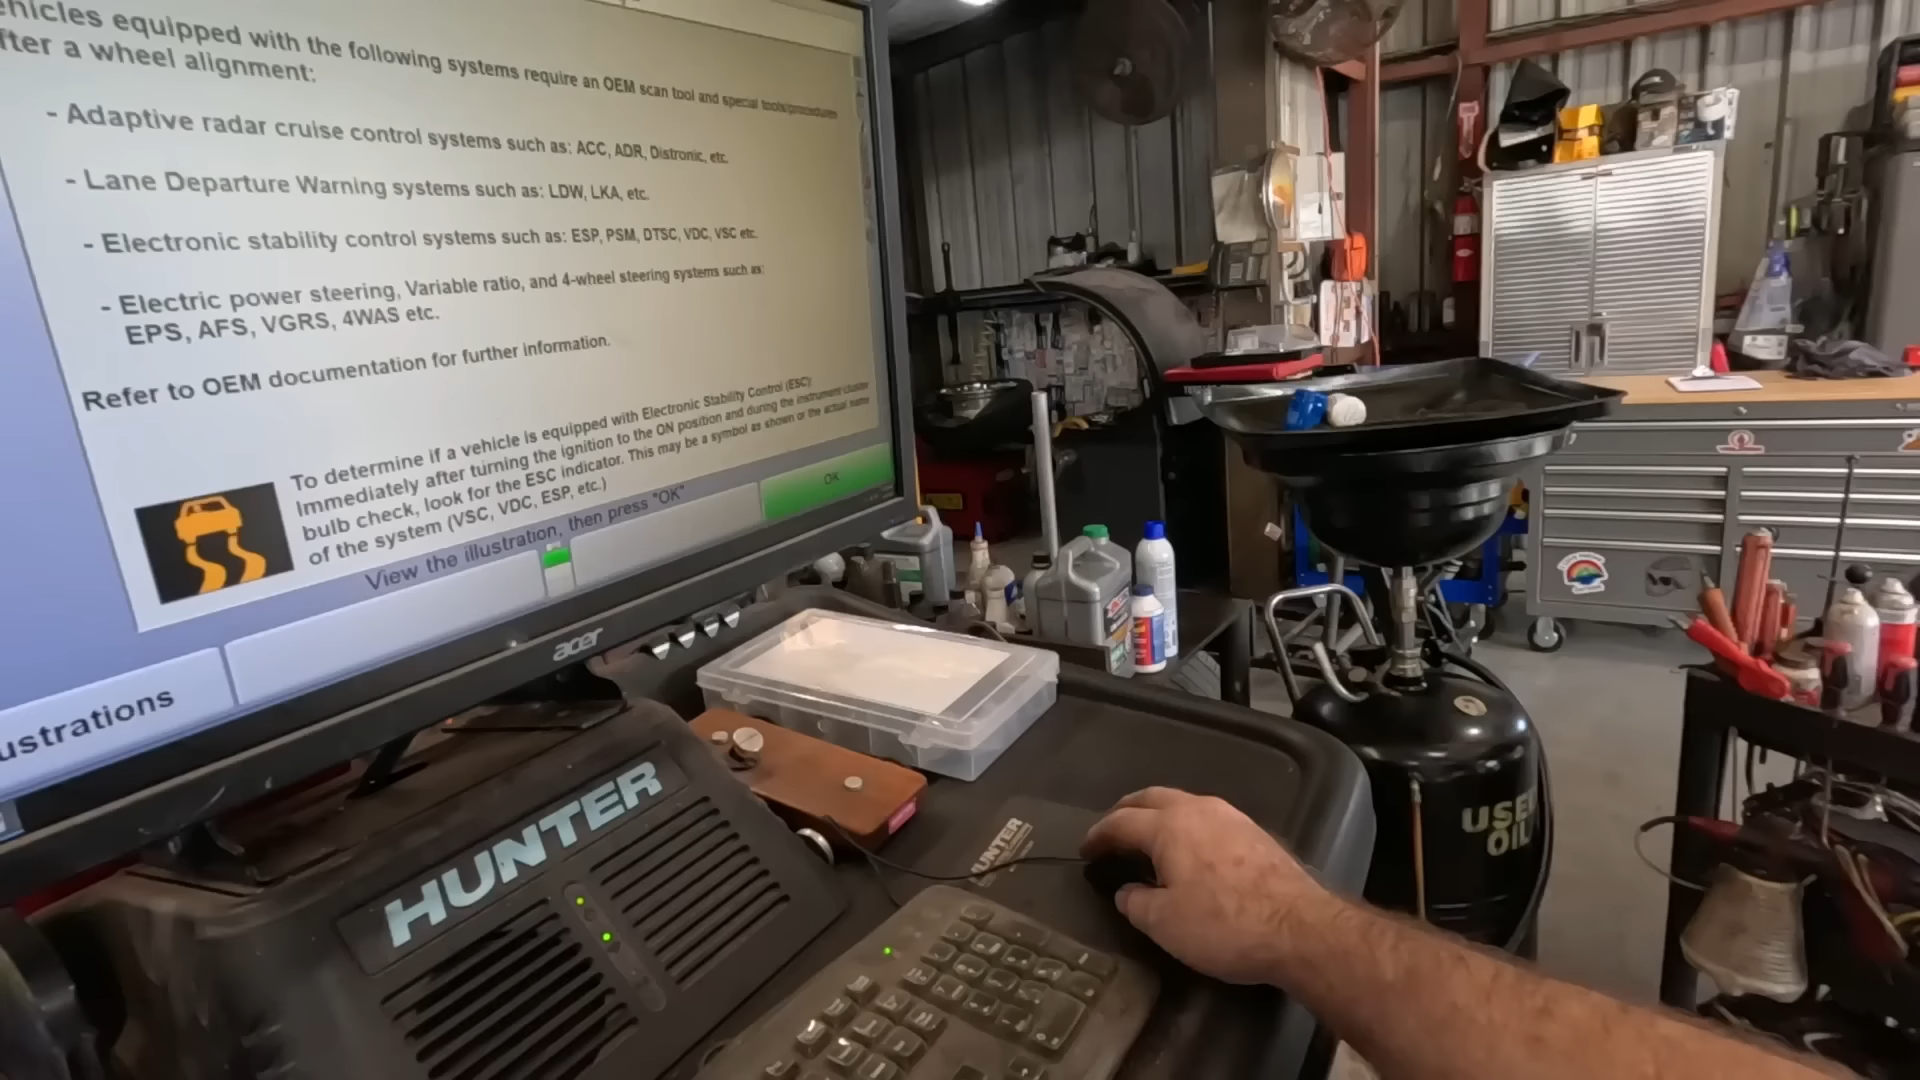 ehicles equipped with the following systems require an OEM scan tool and special tools/procedures
fter a wheel alignment:
- Adaptive radar cruise control systems such as: ACC, ADR, Distronic, etc.
- Lane Departure Warning systems such as: LDW, LKA, etc.
- Electronic stability control systems such as: ESP, PSM, DTSC, VDC, VSC etc.
- Electric power steering, Variable ratio, and 4-wheel steering systems such as:
EPS, AFS, VGRS, 4WAS etc.
Refer to OEM documentation for further information.
To determine if a vehicle is equipped with Electronic Stability Control (ESC)
Immediately after turning the ignition to the ON position and during the instrument cluster
bulb check, look for the ESC indicator. This may be a symbol as shown or the actual name
of the system (VSC, VDC, ESP, etc.)
View the illustration, then press "OK"
OK
ustrations
acer
HUNTER
HUNTER
USED
OIL